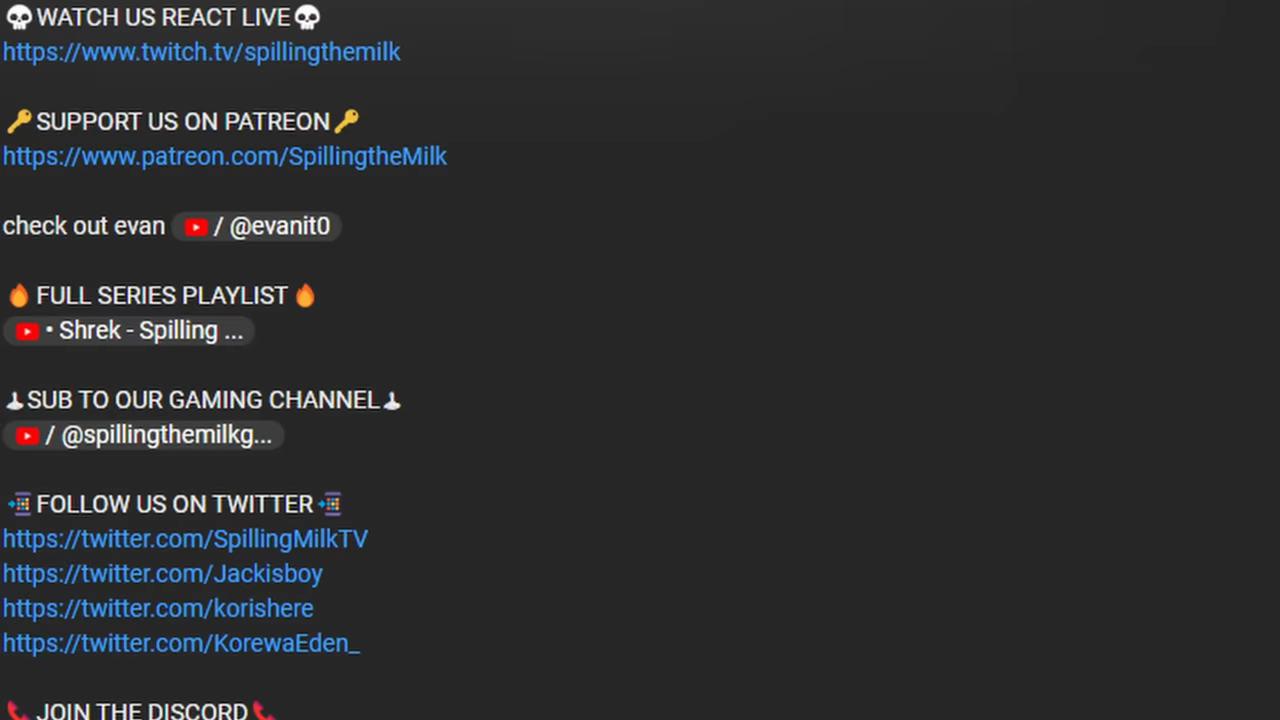 💀WATCH US REACT LIVE💀
https://www.twitch.tv/spillingthemilk
🔑SUPPORT US ON PATREON🔑
https://www.patreon.com/SpillingtheMilk
check out evan / @evanit0
🔥 FULL SERIES PLAYLIST 🔥
• Shrek - Spilling ...
🕹SUB TO OUR GAMING CHANNEL🕹
/ @spillingthemilkg...
📲FOLLOW US ON TWITTER📲
https://twitter.com/SpillingMilkTV
https://twitter.com/Jackisboy
https://twitter.com/korishere
https://twitter.com/KorewaEden_
📞JOIN THE DISCORD📞